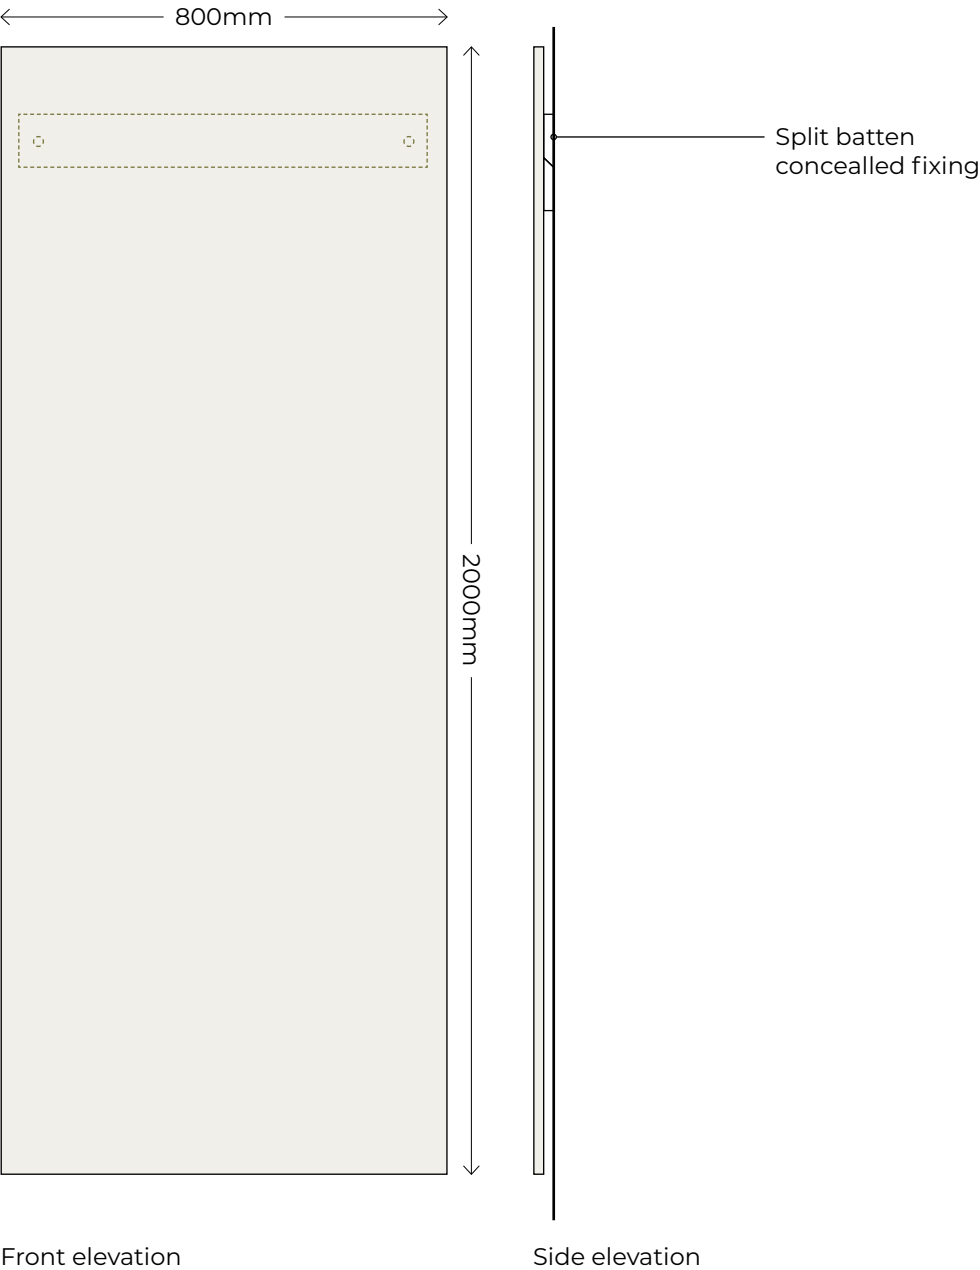 800mm
Split batten
concealled fixing
2000mm
Front elevation
Side elevation